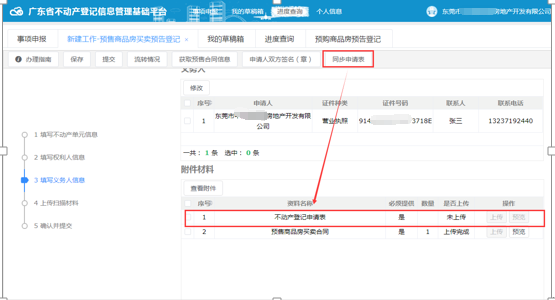 广东省不动产登记信息管理基础平台
我的草稿箱
进度查询
个人信息
东莞市
房地产开发有限公司
事项申报
新建工作-预售商品房买卖预告登记 ×
我的草稿箱
进度查询
预购商品房预告登记
办理指南
保存
提交
流转情况
获取预售合同信息
申请人双方签名（章）
同步申请表
义务人
修改
序号
申请人
证件种类
证件号码
联系人
联系电话
1
东莞市
房地产开发有限公司
营业执照
914
3718E
张三
13237192440
一共： 1 条 选中： 0 条
附件材料
查看附件
序号
资料名称
必须提供
数量
是否上传
操作
1
不动产登记申请表
是
未上传
上传
预览
2
预售商品房买卖合同
是
1
上传完成
上传
预览
1 填写不动产单元信息
2 填写权利人信息
3 填写义务人信息
4 上传扫描材料
5 确认并提交